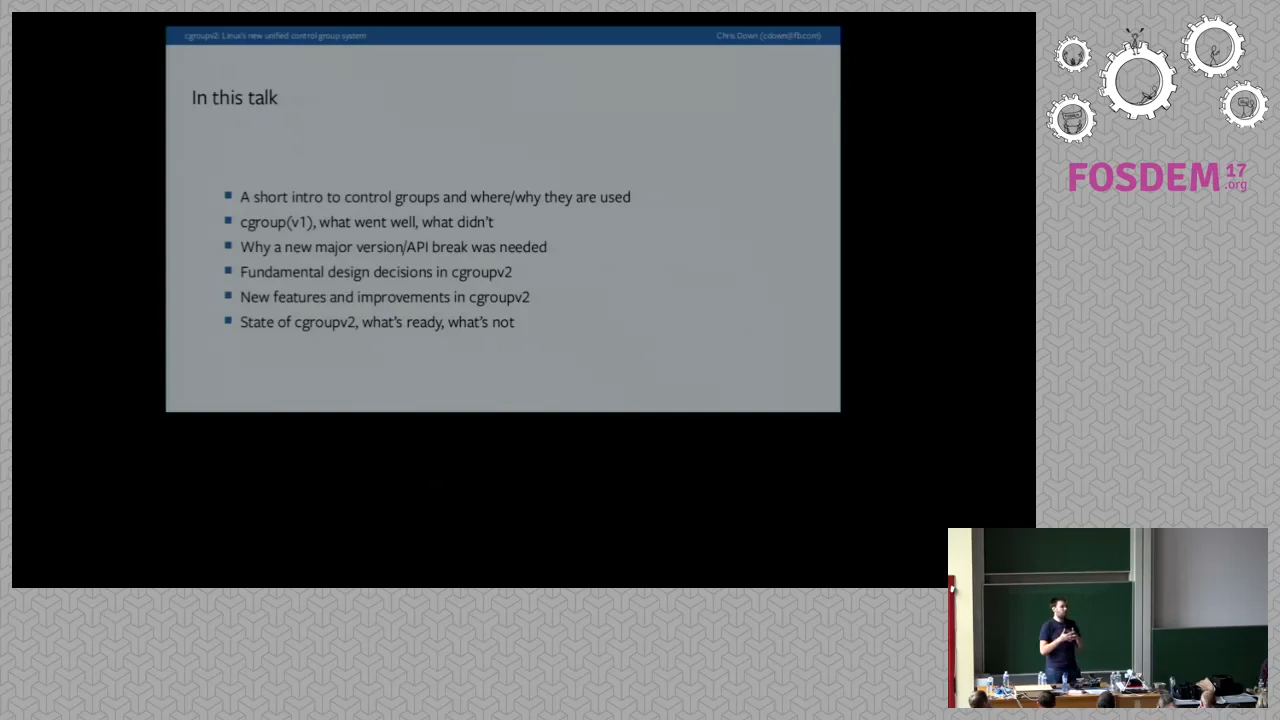 cgroups2: Linux's new unified control group system
Chris Down (cdown@fb.com)
In this talk
A short intro to control groups and where/why they are used
cgroup(v1), what went well, what didn't
Why a new major version/API break was needed
Fundamental design decisions in cgroupv2
New features and improvements in cgroupv2
State of cgroupv2, what's ready, what's not
FOSDEM 17
.org